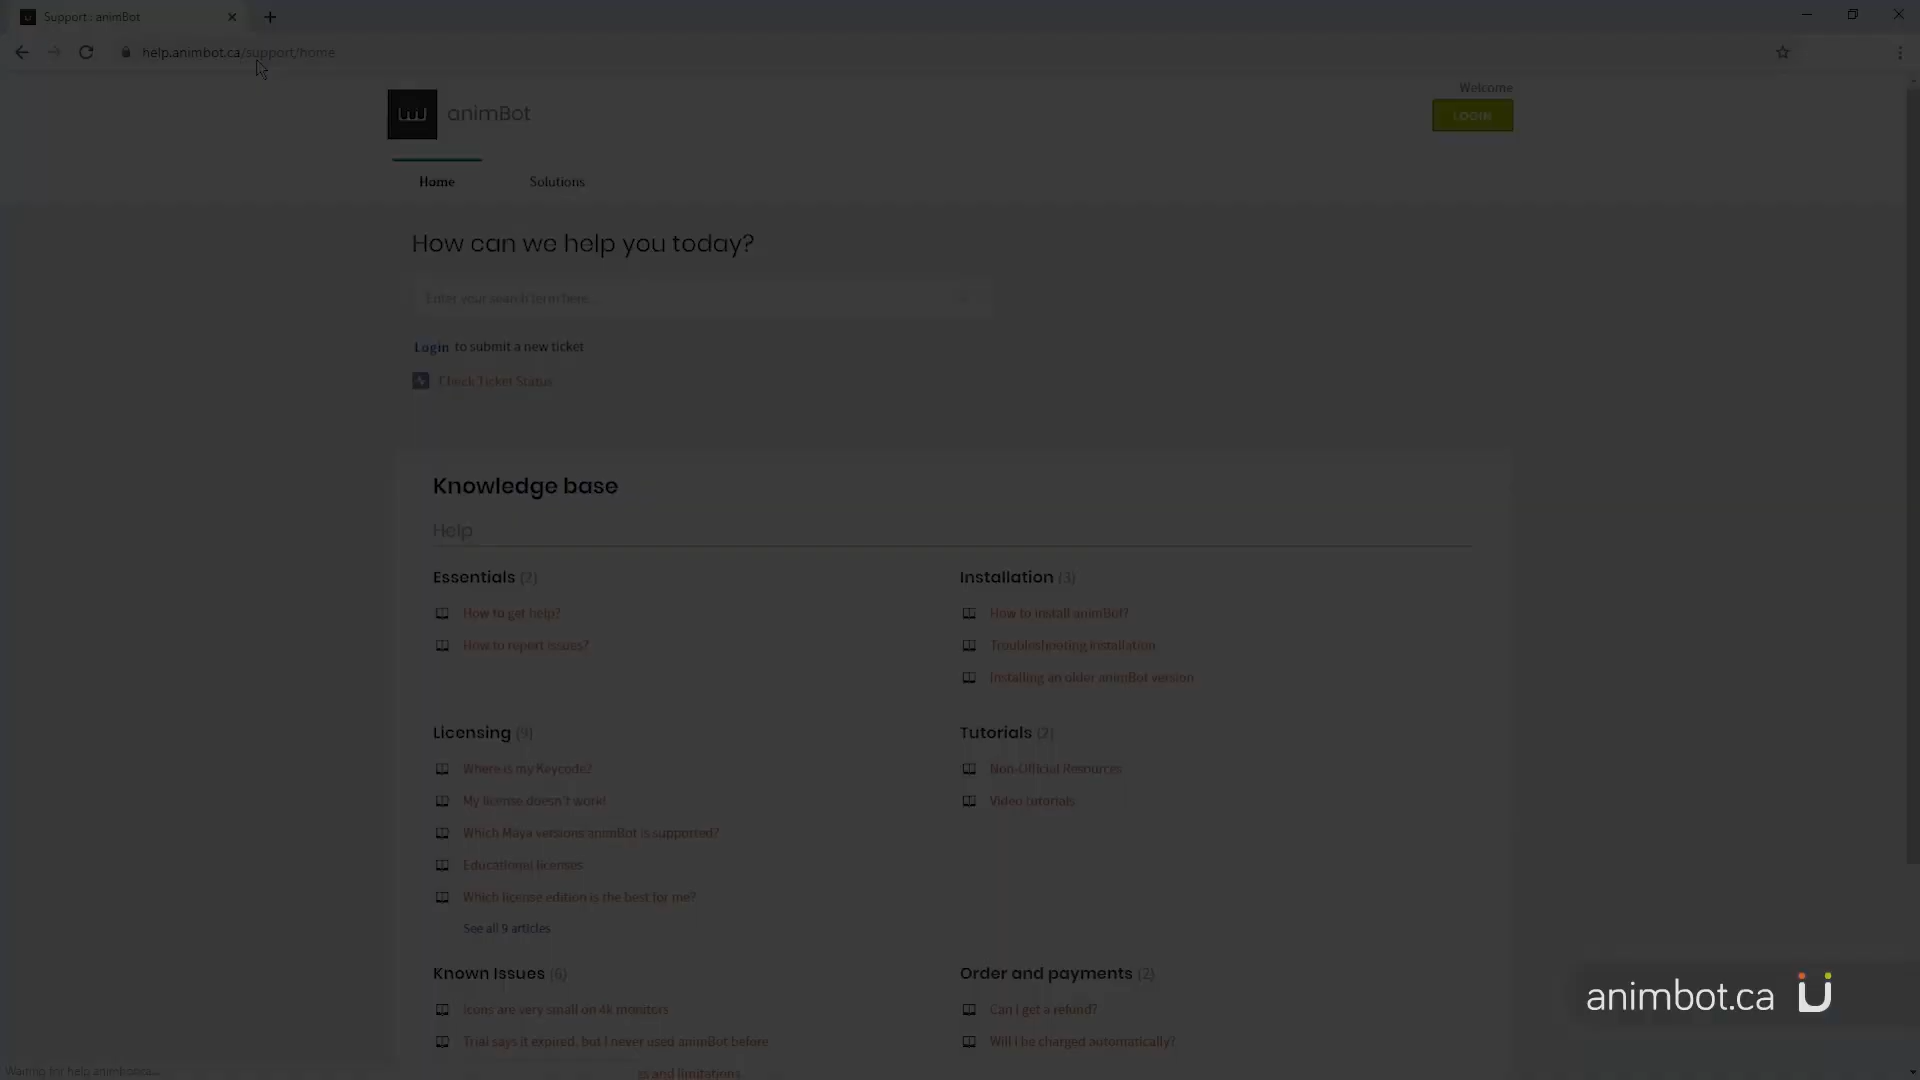 Support : animBot
help.animbot.ca/support/home
animBot
Welcome
LOGIN
Home
Solutions
How can we help you today?
Enter your search term here...
Login to submit a new ticket
Check Ticket Status
Knowledge base
Help
Essentials (2)
How to get help?
How to report issues?
Installation (3)
How to install animBot?
Troubleshooting installation
Installing an older animBot version
Licensing (9)
Where is my Keycode?
My license doesn't work!
Which Maya versions animBot is supported?
Educational licenses
Which license edition is the best for me?
See all 9 articles
Tutorials (2)
Non-Official Resources
Video tutorials
Known Issues (6)
Icons are very small on 4k monitors
Trial says it expired, but I never used animBot before
and limitations
Order and payments (2)
Can I get a refund?
Will I be charged automatically?
animbot.ca
Waiting for help.animbot.ca...